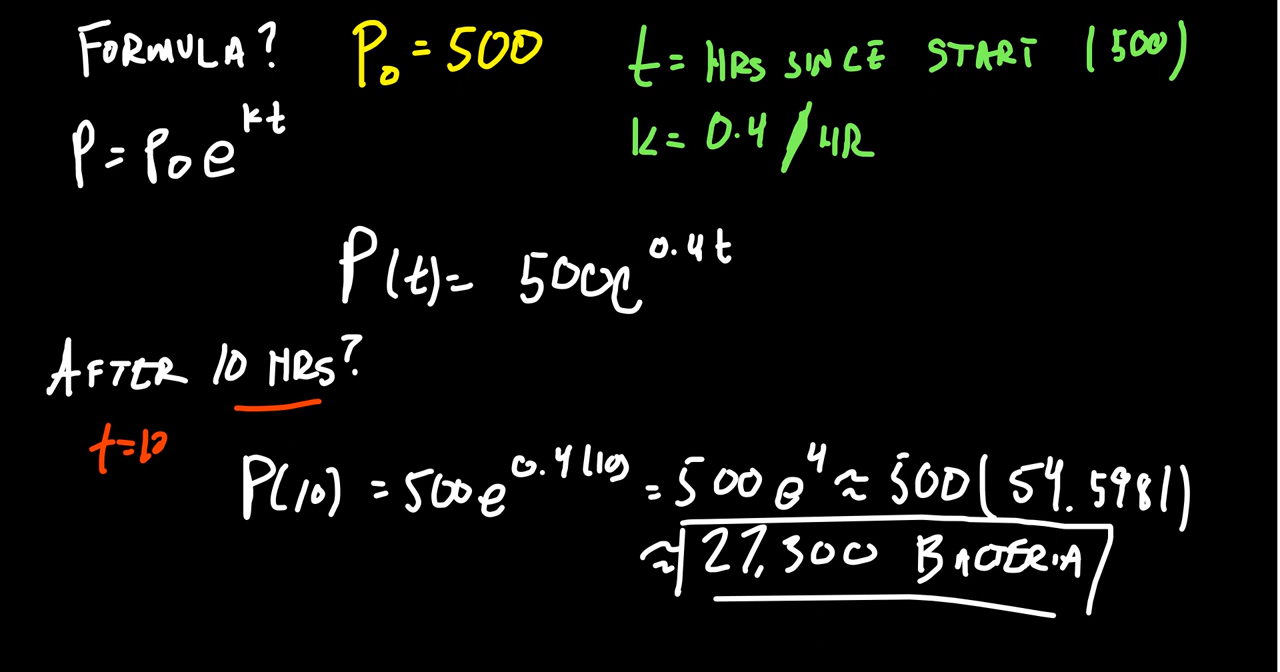 FORMULA? P₀ = 500 t = HRS SINCE START (500)
P = P₀e^kt k = 0.4 / HR
P(t) = 500e^0.4t
AFTER 10 HRS?
t=10
P(10) = 500e^0.4(10) = 500e^4 ≈ 500(54.5981)
≈ 27,300 BACTERIA